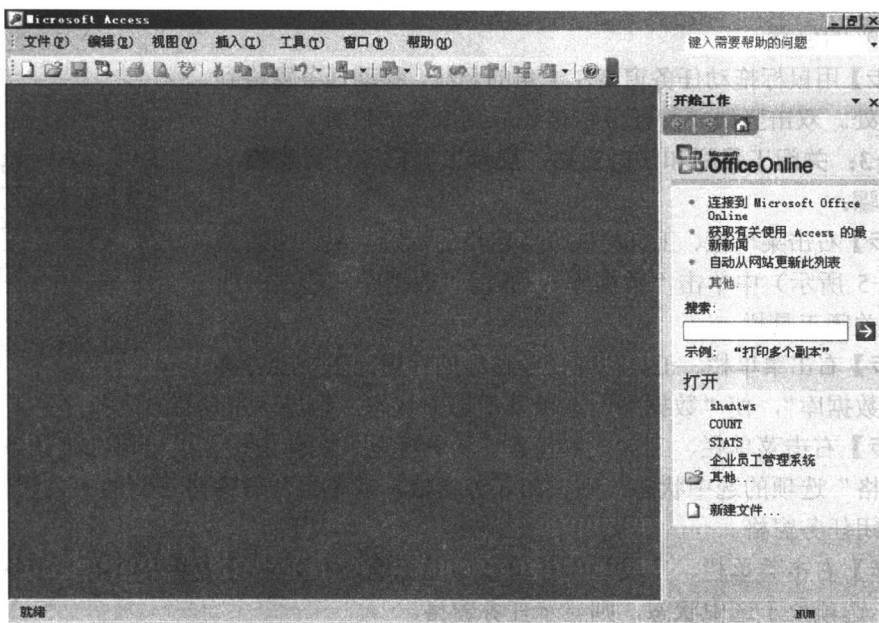 Microsoft Access
文件(F) 编辑(E) 视图(V) 插入(I) 工具(T) 窗口(W) 帮助(H)
键入需要帮助的问题
开始工作
Microsoft
Office Online
连接到 Microsoft Office
Online
获取有关使用 Access 的最
新新闻
自动从网站更新此列表
其他
搜索:
示例: “打印多个副本”
打开
shantws
COUNT
STATS
企业员工管理系统
其他...
新建文件...
就绪
NUM